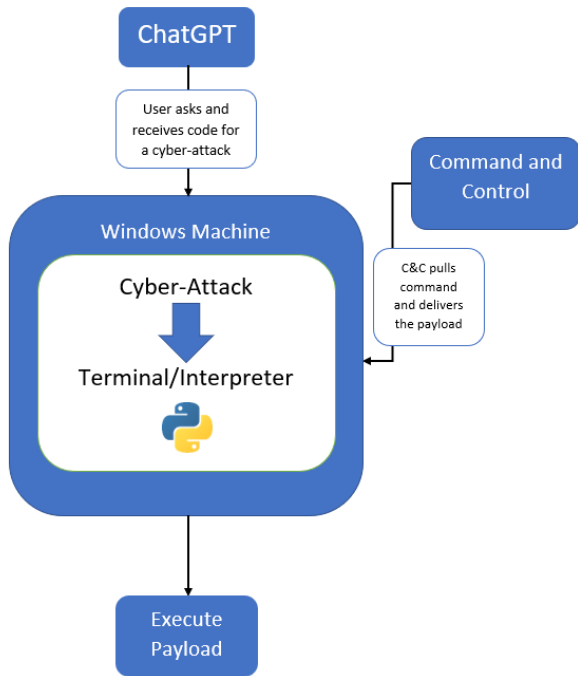 ChatGPT
User asks and
receives code for
a cyber-attack
Command and
Control
Windows Machine
C&C pulls
command
and delivers
the payload
Cyber-Attack
Terminal/Interpreter
Execute
Payload